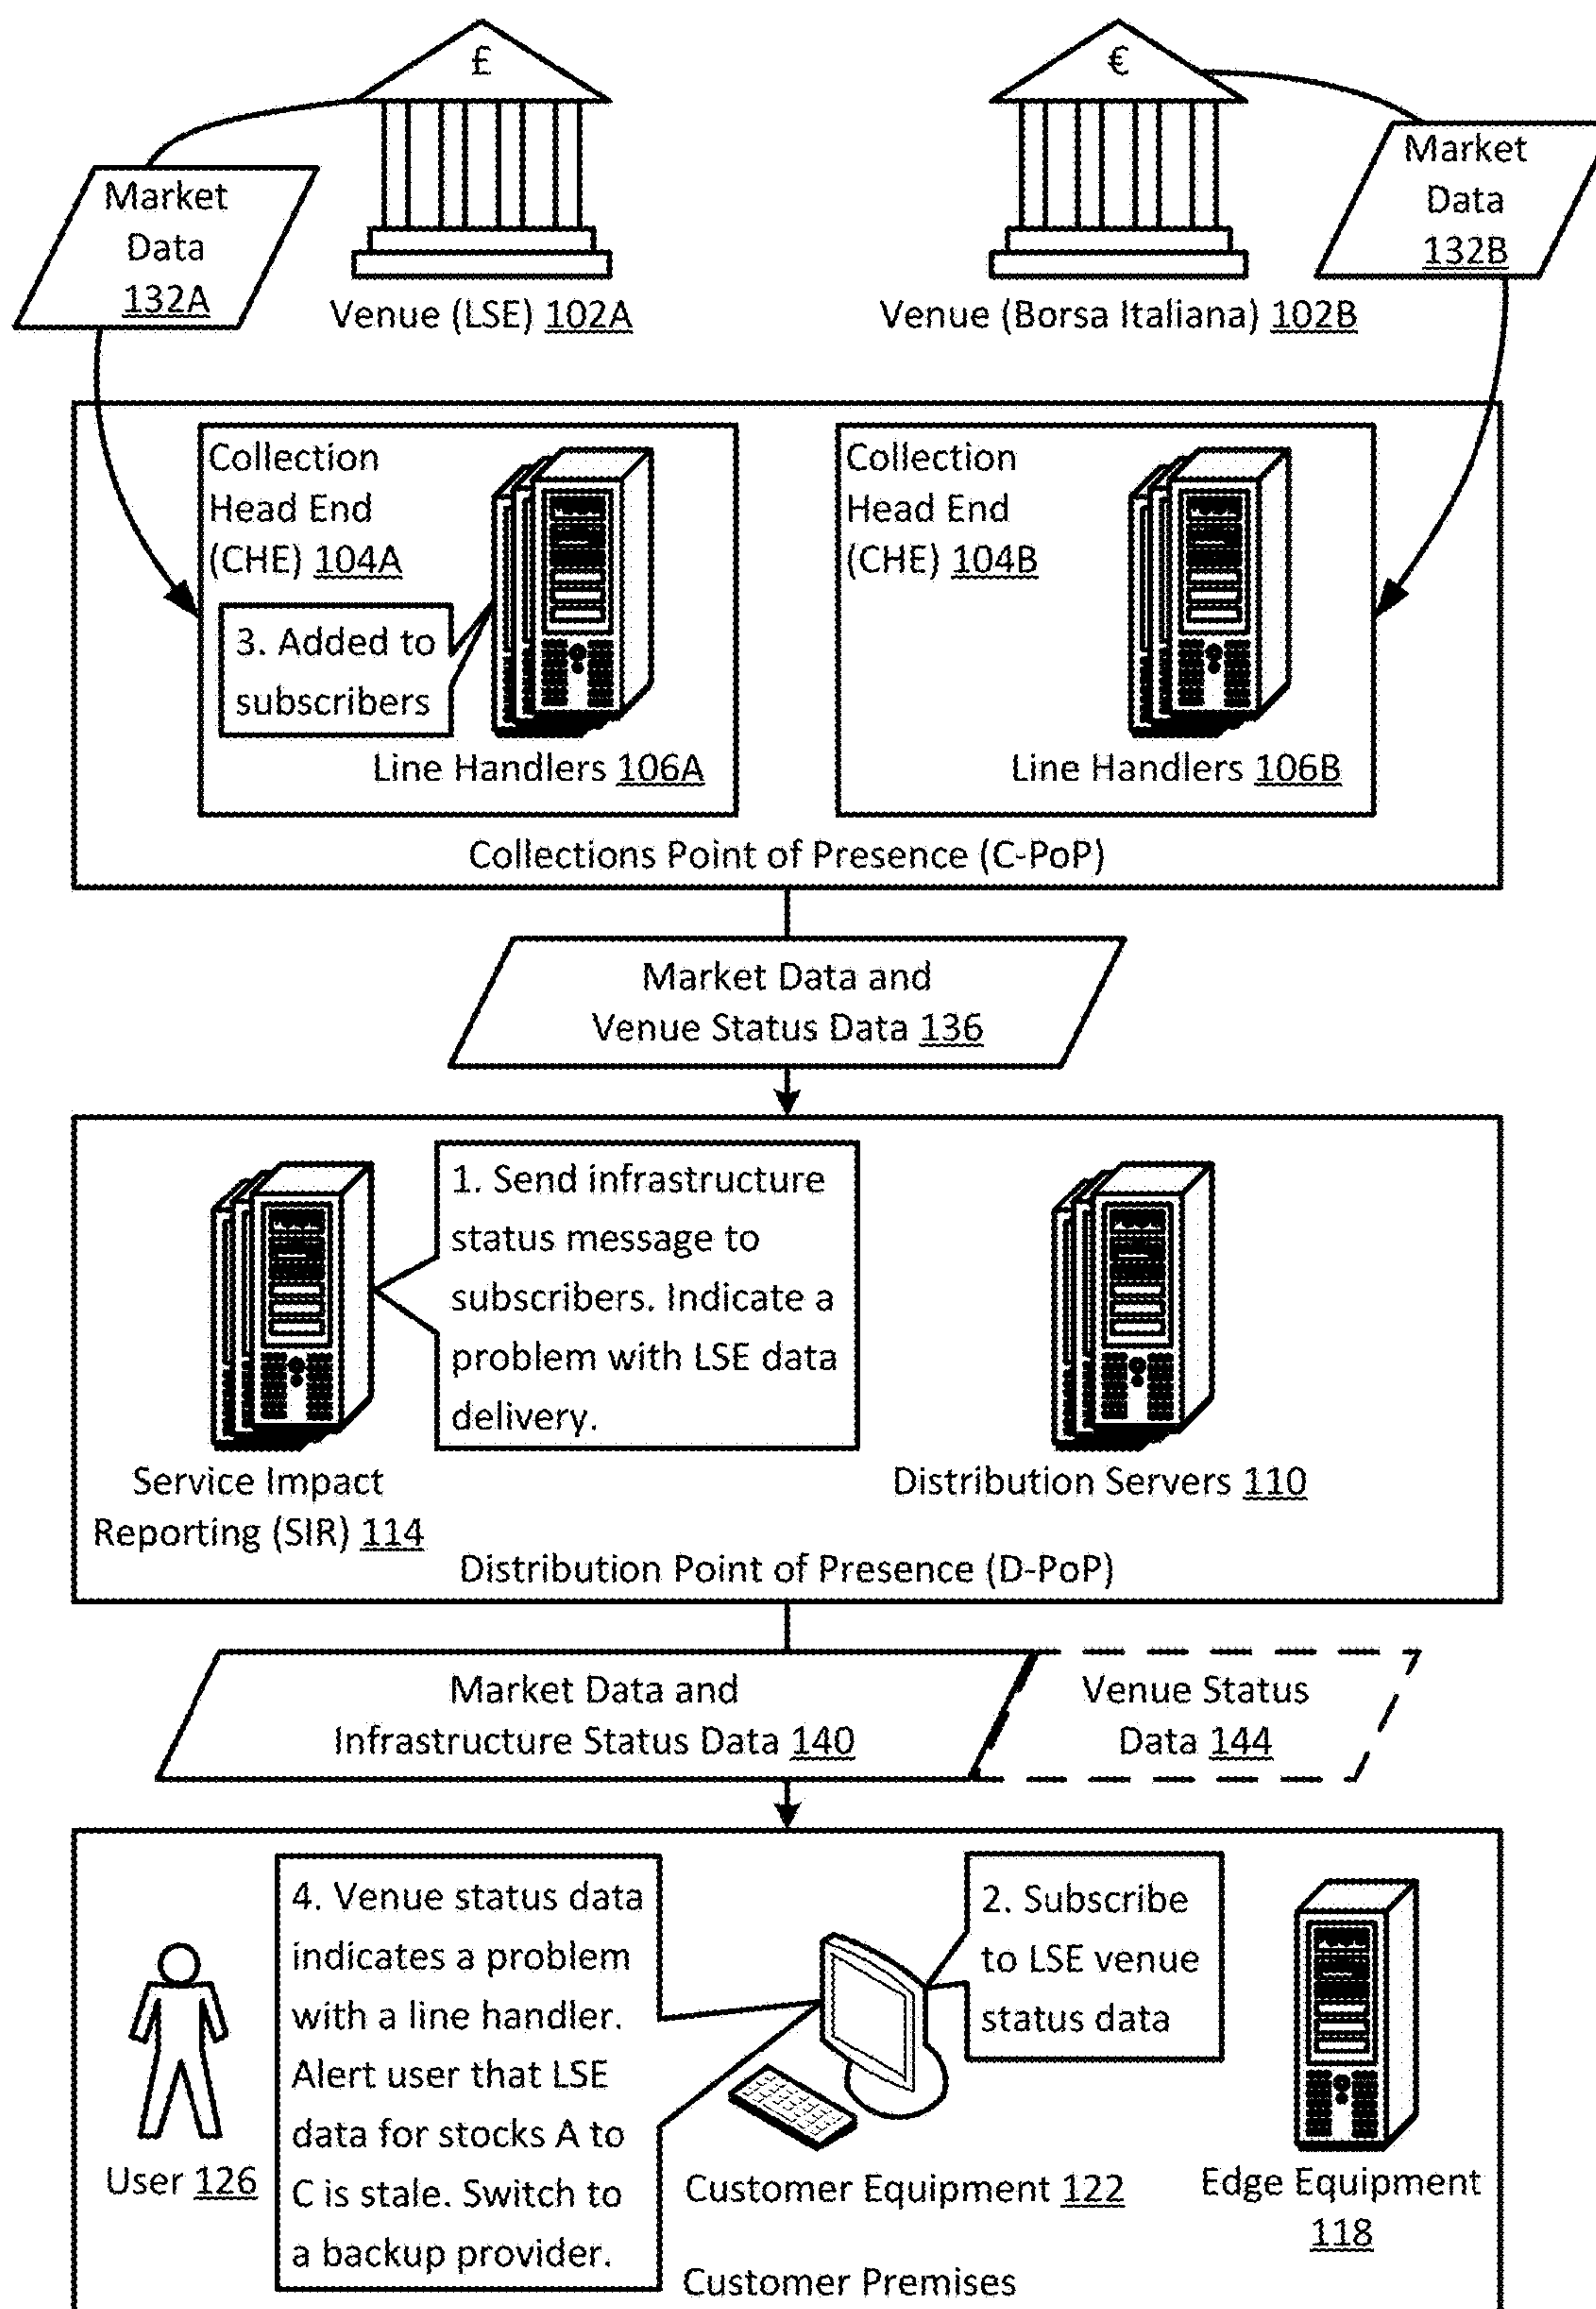 £
€
Market
Data
132A
Market
Data
132B
Venue (LSE) 102A
Venue (Borsa Italiana) 102B
Collection
Head End
(CHE) 104A
3. Added to
subscribers
Line Handlers 106A
Collection
Head End
(CHE) 104B
Line Handlers 106B
Collections Point of Presence (C-PoP)
Market Data and
Venue Status Data 136
1. Send infrastructure
status message to
subscribers. Indicate a
problem with LSE data
delivery.
Service Impact
Reporting (SIR) 114
Distribution Servers 110
Distribution Point of Presence (D-PoP)
Market Data and
Infrastructure Status Data 140
Venue Status
Data 144
4. Venue status data
indicates a problem
with a line handler.
Alert user that LSE
data for stocks A to
C is stale. Switch to
a backup provider.
2. Subscribe
to LSE venue
status data
User 126
Customer Equipment 122
Edge Equipment
118
Customer Premises